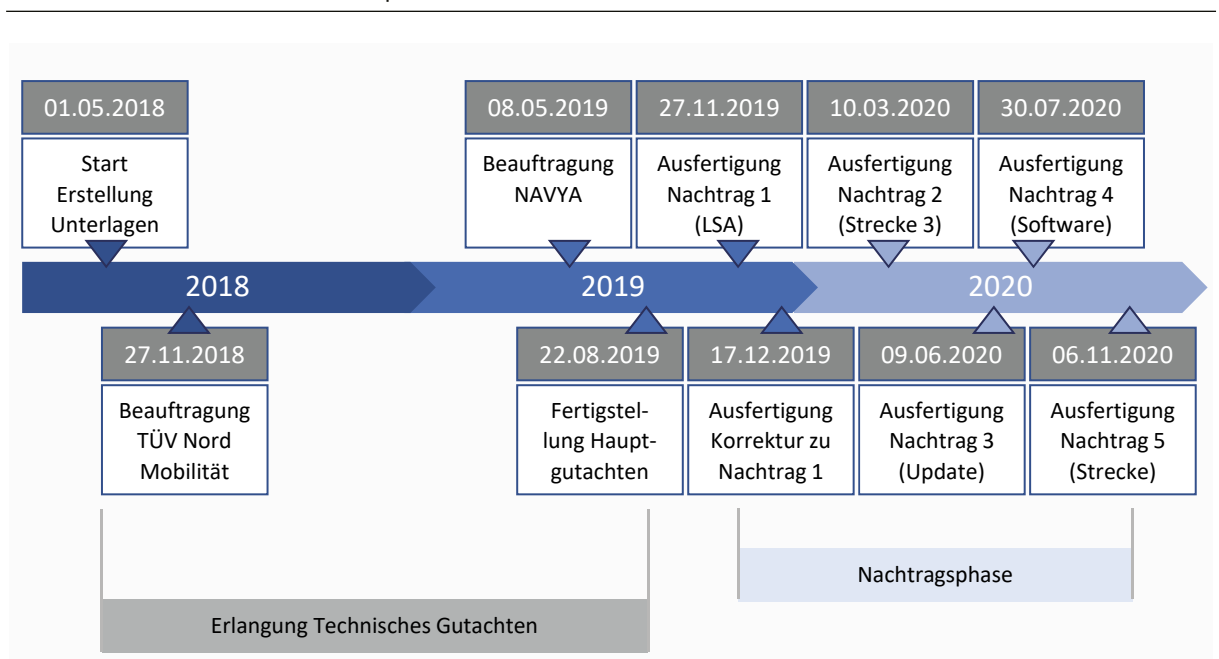 01.05.2018
Start
Erstellung
Unterlagen
08.05.2019
Beauftragung
NAVYA
27.11.2019
Ausfertigung
Nachtrag 1
(LSA)
10.03.2020
Ausfertigung
Nachtrag 2
(Strecke 3)
30.07.2020
Ausfertigung
Nachtrag 4
(Software)
2018
2019
2020
27.11.2018
Beauftragung
TÜV Nord
Mobilität
22.08.2019
Fertigstel-
lung Haupt-
gutachten
17.12.2019
Ausfertigung
Korrektur zu
Nachtrag 1
09.06.2020
Ausfertigung
Nachtrag 3
(Update)
06.11.2020
Ausfertigung
Nachtrag 5
(Strecke)
Nachtragsphase
Erlangung Technisches Gutachten